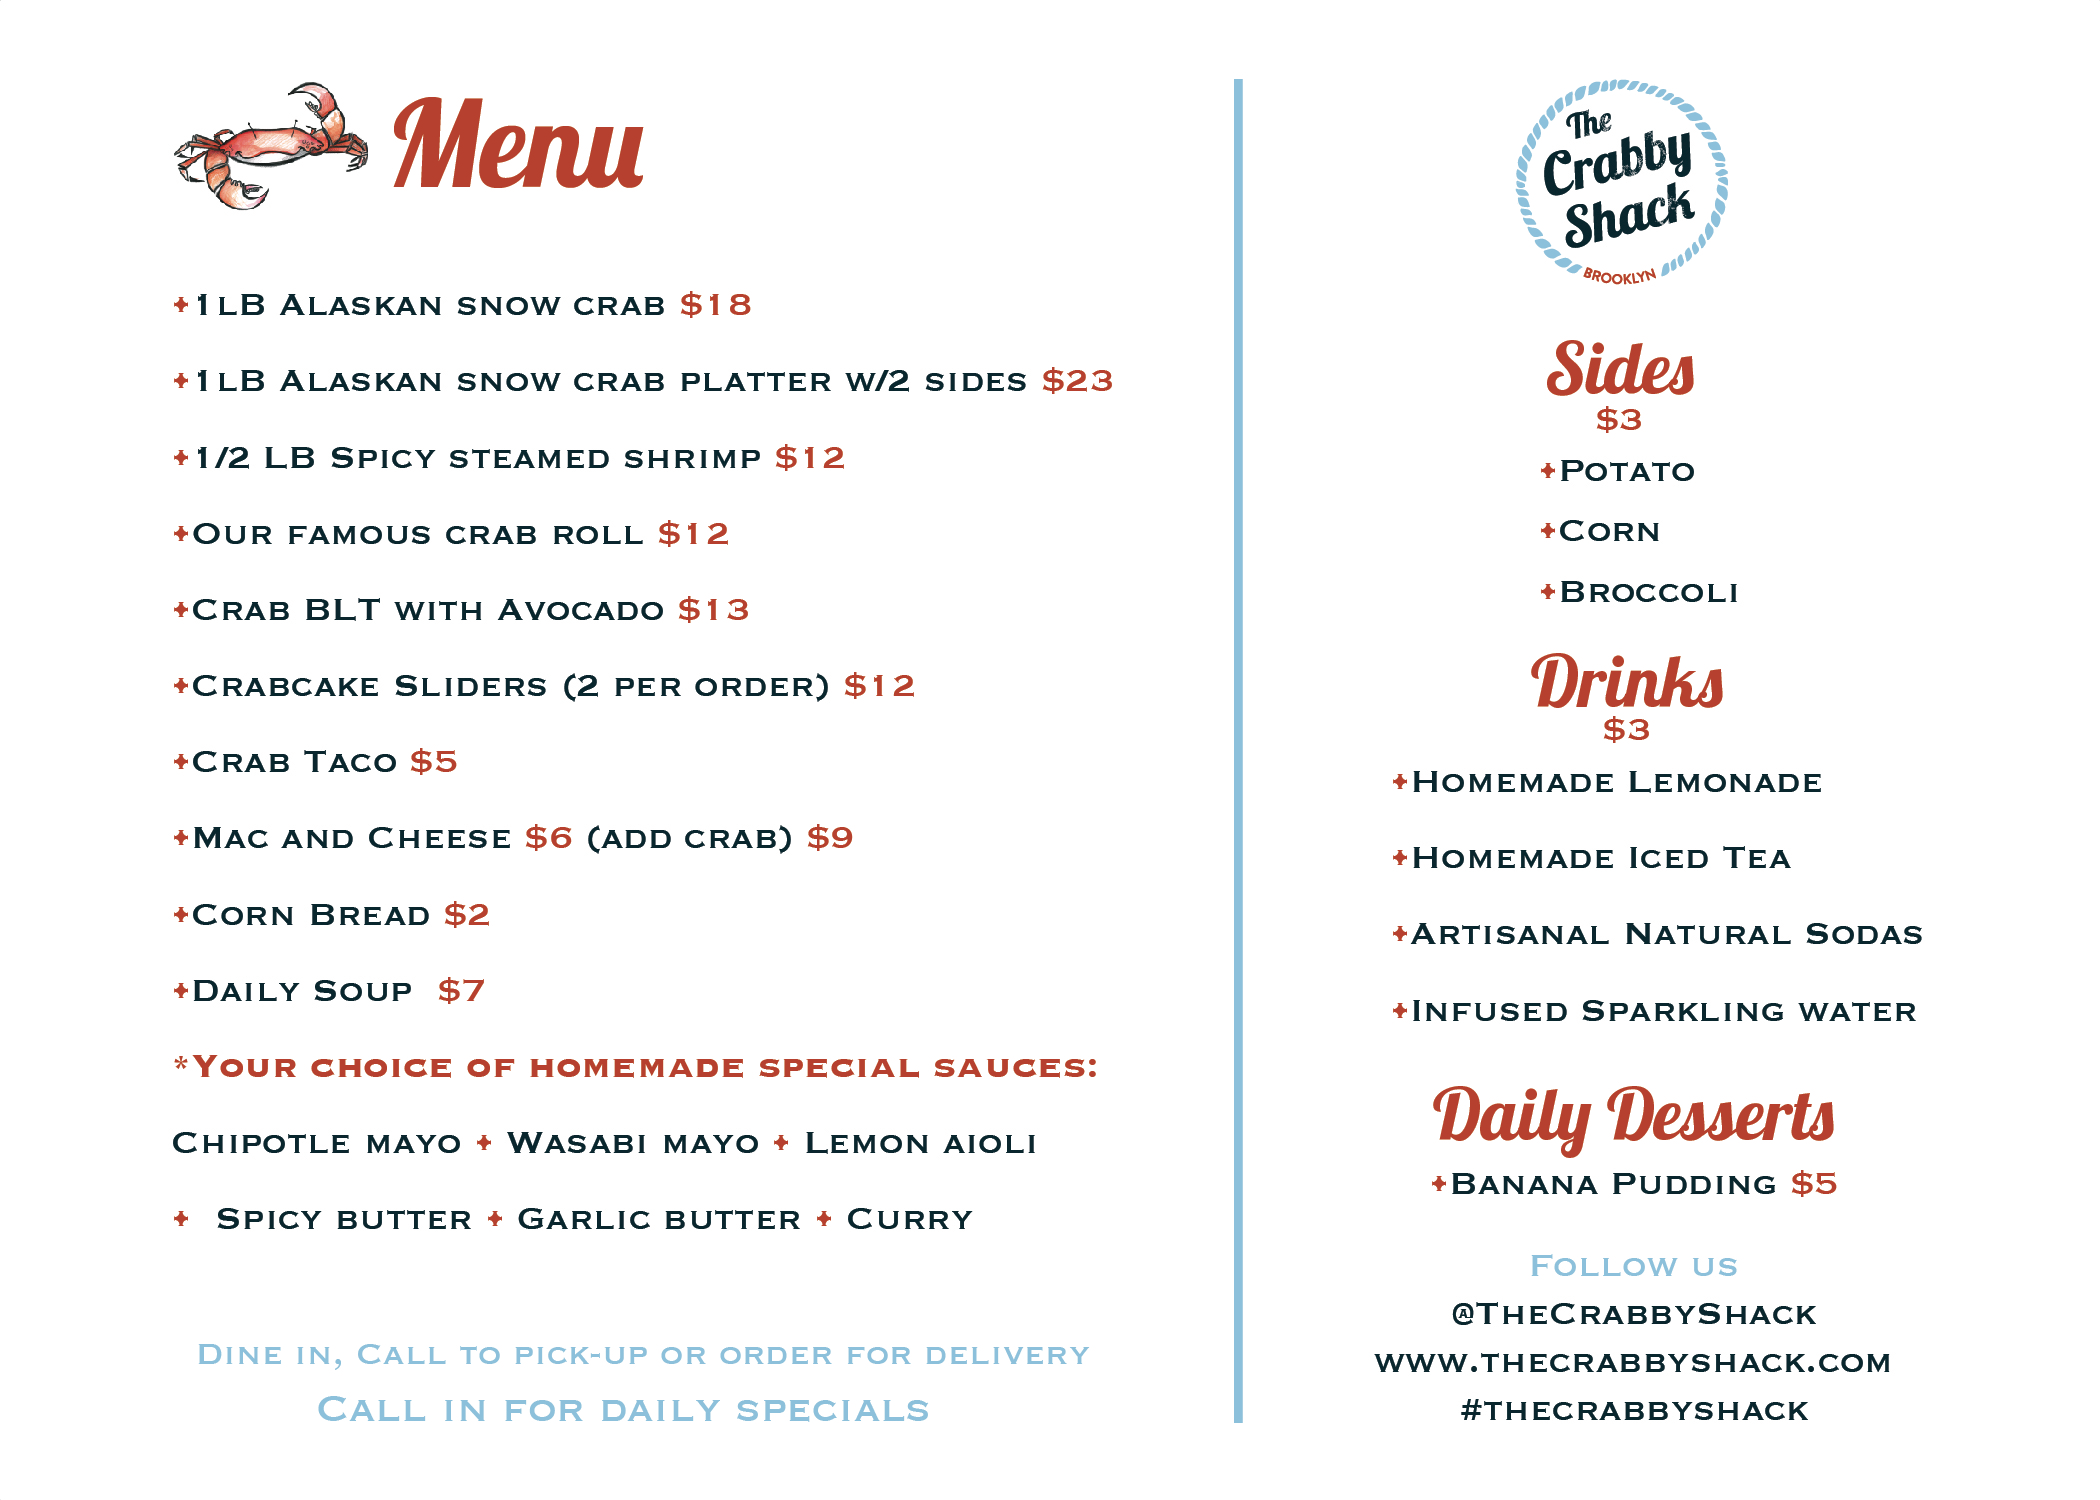 Menu
1lb Alaskan snow crab $18
1lb Alaskan snow crab platter w/2 sides $23
1/2 LB Spicy steamed shrimp $12
Our famous crab roll $12
Crab BLT with Avocado $13
Crabcake Sliders (2 per order) $12
Crab Taco $5
Mac and Cheese $6 (add crab) $9
Corn Bread $2
Daily Soup $7
*Your choice of homemade special sauces:
Chipotle mayo + Wasabi mayo + Lemon aioli
+ Spicy butter + Garlic butter + Curry
Dine in, Call to pick-up or order for delivery
Call in for daily specials
The
Crabby
Shack
BROOKLYN
Sides
$3
Potato
Corn
Broccoli
Drinks
$3
Homemade Lemonade
Homemade Iced Tea
Artisanal Natural Sodas
Infused Sparkling water
Daily Desserts
Banana Pudding $5
Follow us
@TheCrabbyShack
www.thecrabbyshack.com
#thecrabbyshack